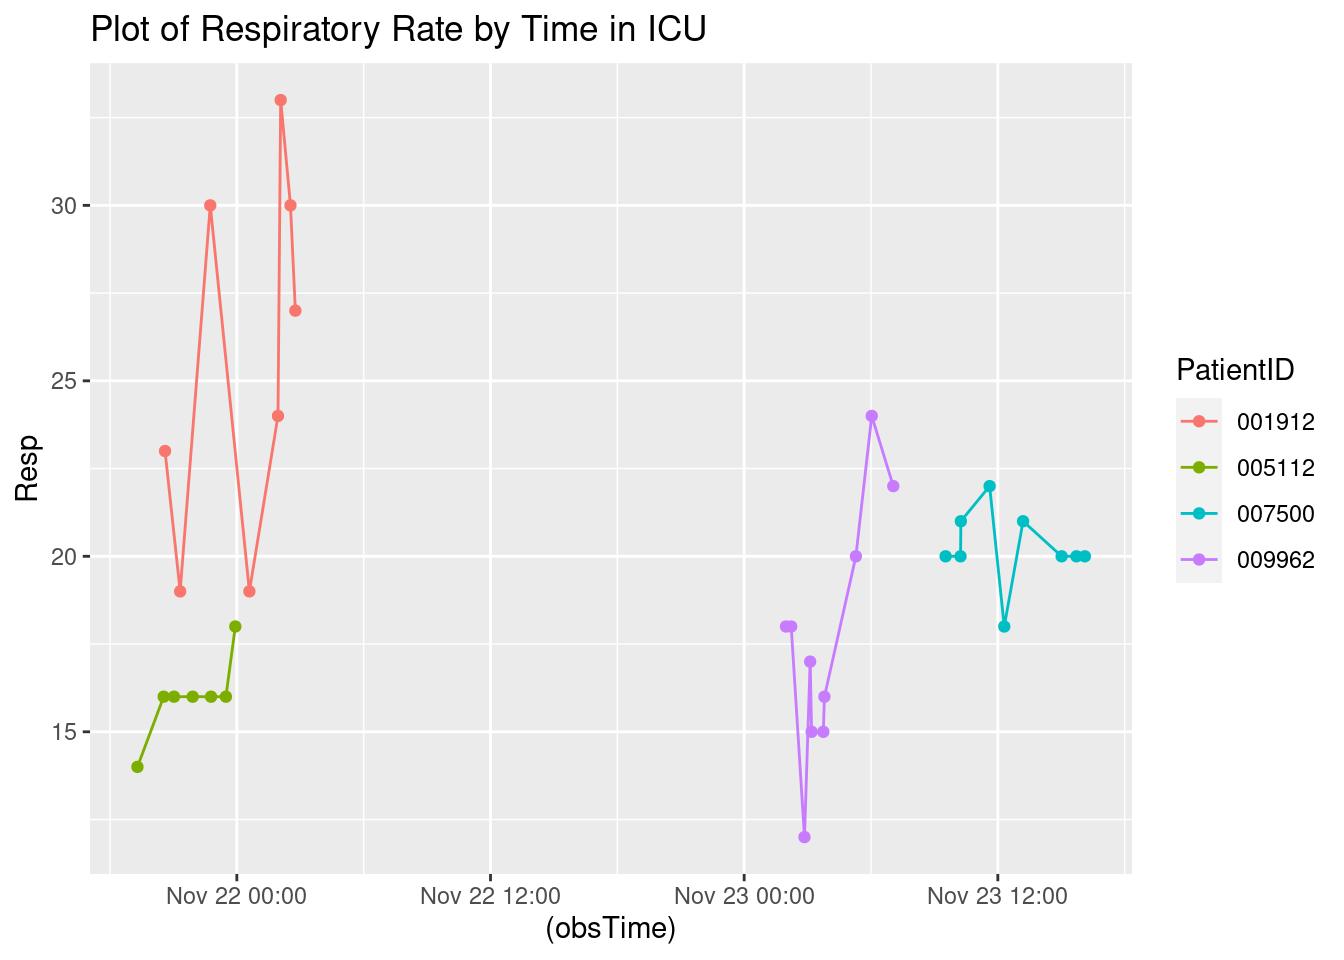 Plot of Respiratory Rate by Time in ICU
Resp
30
25
20
15
Nov 22 00:00
Nov 22 12:00
Nov 23 00:00
Nov 23 12:00
(obsTime)
PatientID
001912
005112
007500
009962